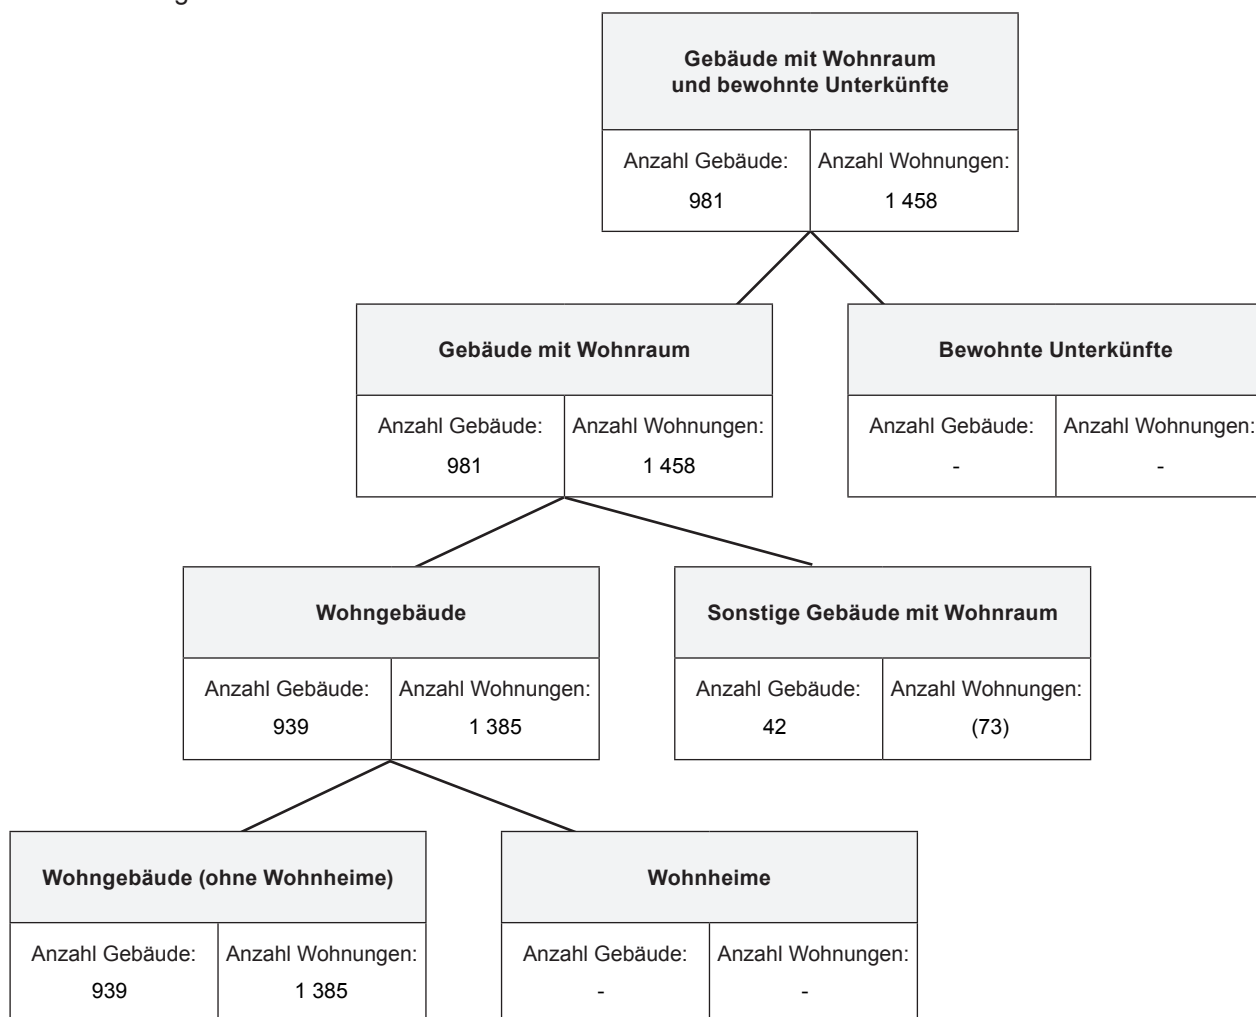 Gebäude mit Wohnraum
und bewohnte Unterkünfte
Anzahl Gebäude: Anzahl Wohnungen:
981 1 458
Gebäude mit Wohnraum
Anzahl Gebäude: Anzahl Wohnungen:
981 1 458
Bewohnte Unterkünfte
Anzahl Gebäude: Anzahl Wohnungen:
- -
Wohngebäude
Anzahl Gebäude: Anzahl Wohnungen:
939 1 385
Sonstige Gebäude mit Wohnraum
Anzahl Gebäude: Anzahl Wohnungen:
42 (73)
Wohngebäude (ohne Wohnheime)
Anzahl Gebäude: Anzahl Wohnungen:
939 1 385
Wohnheime
Anzahl Gebäude: Anzahl Wohnungen:
- -